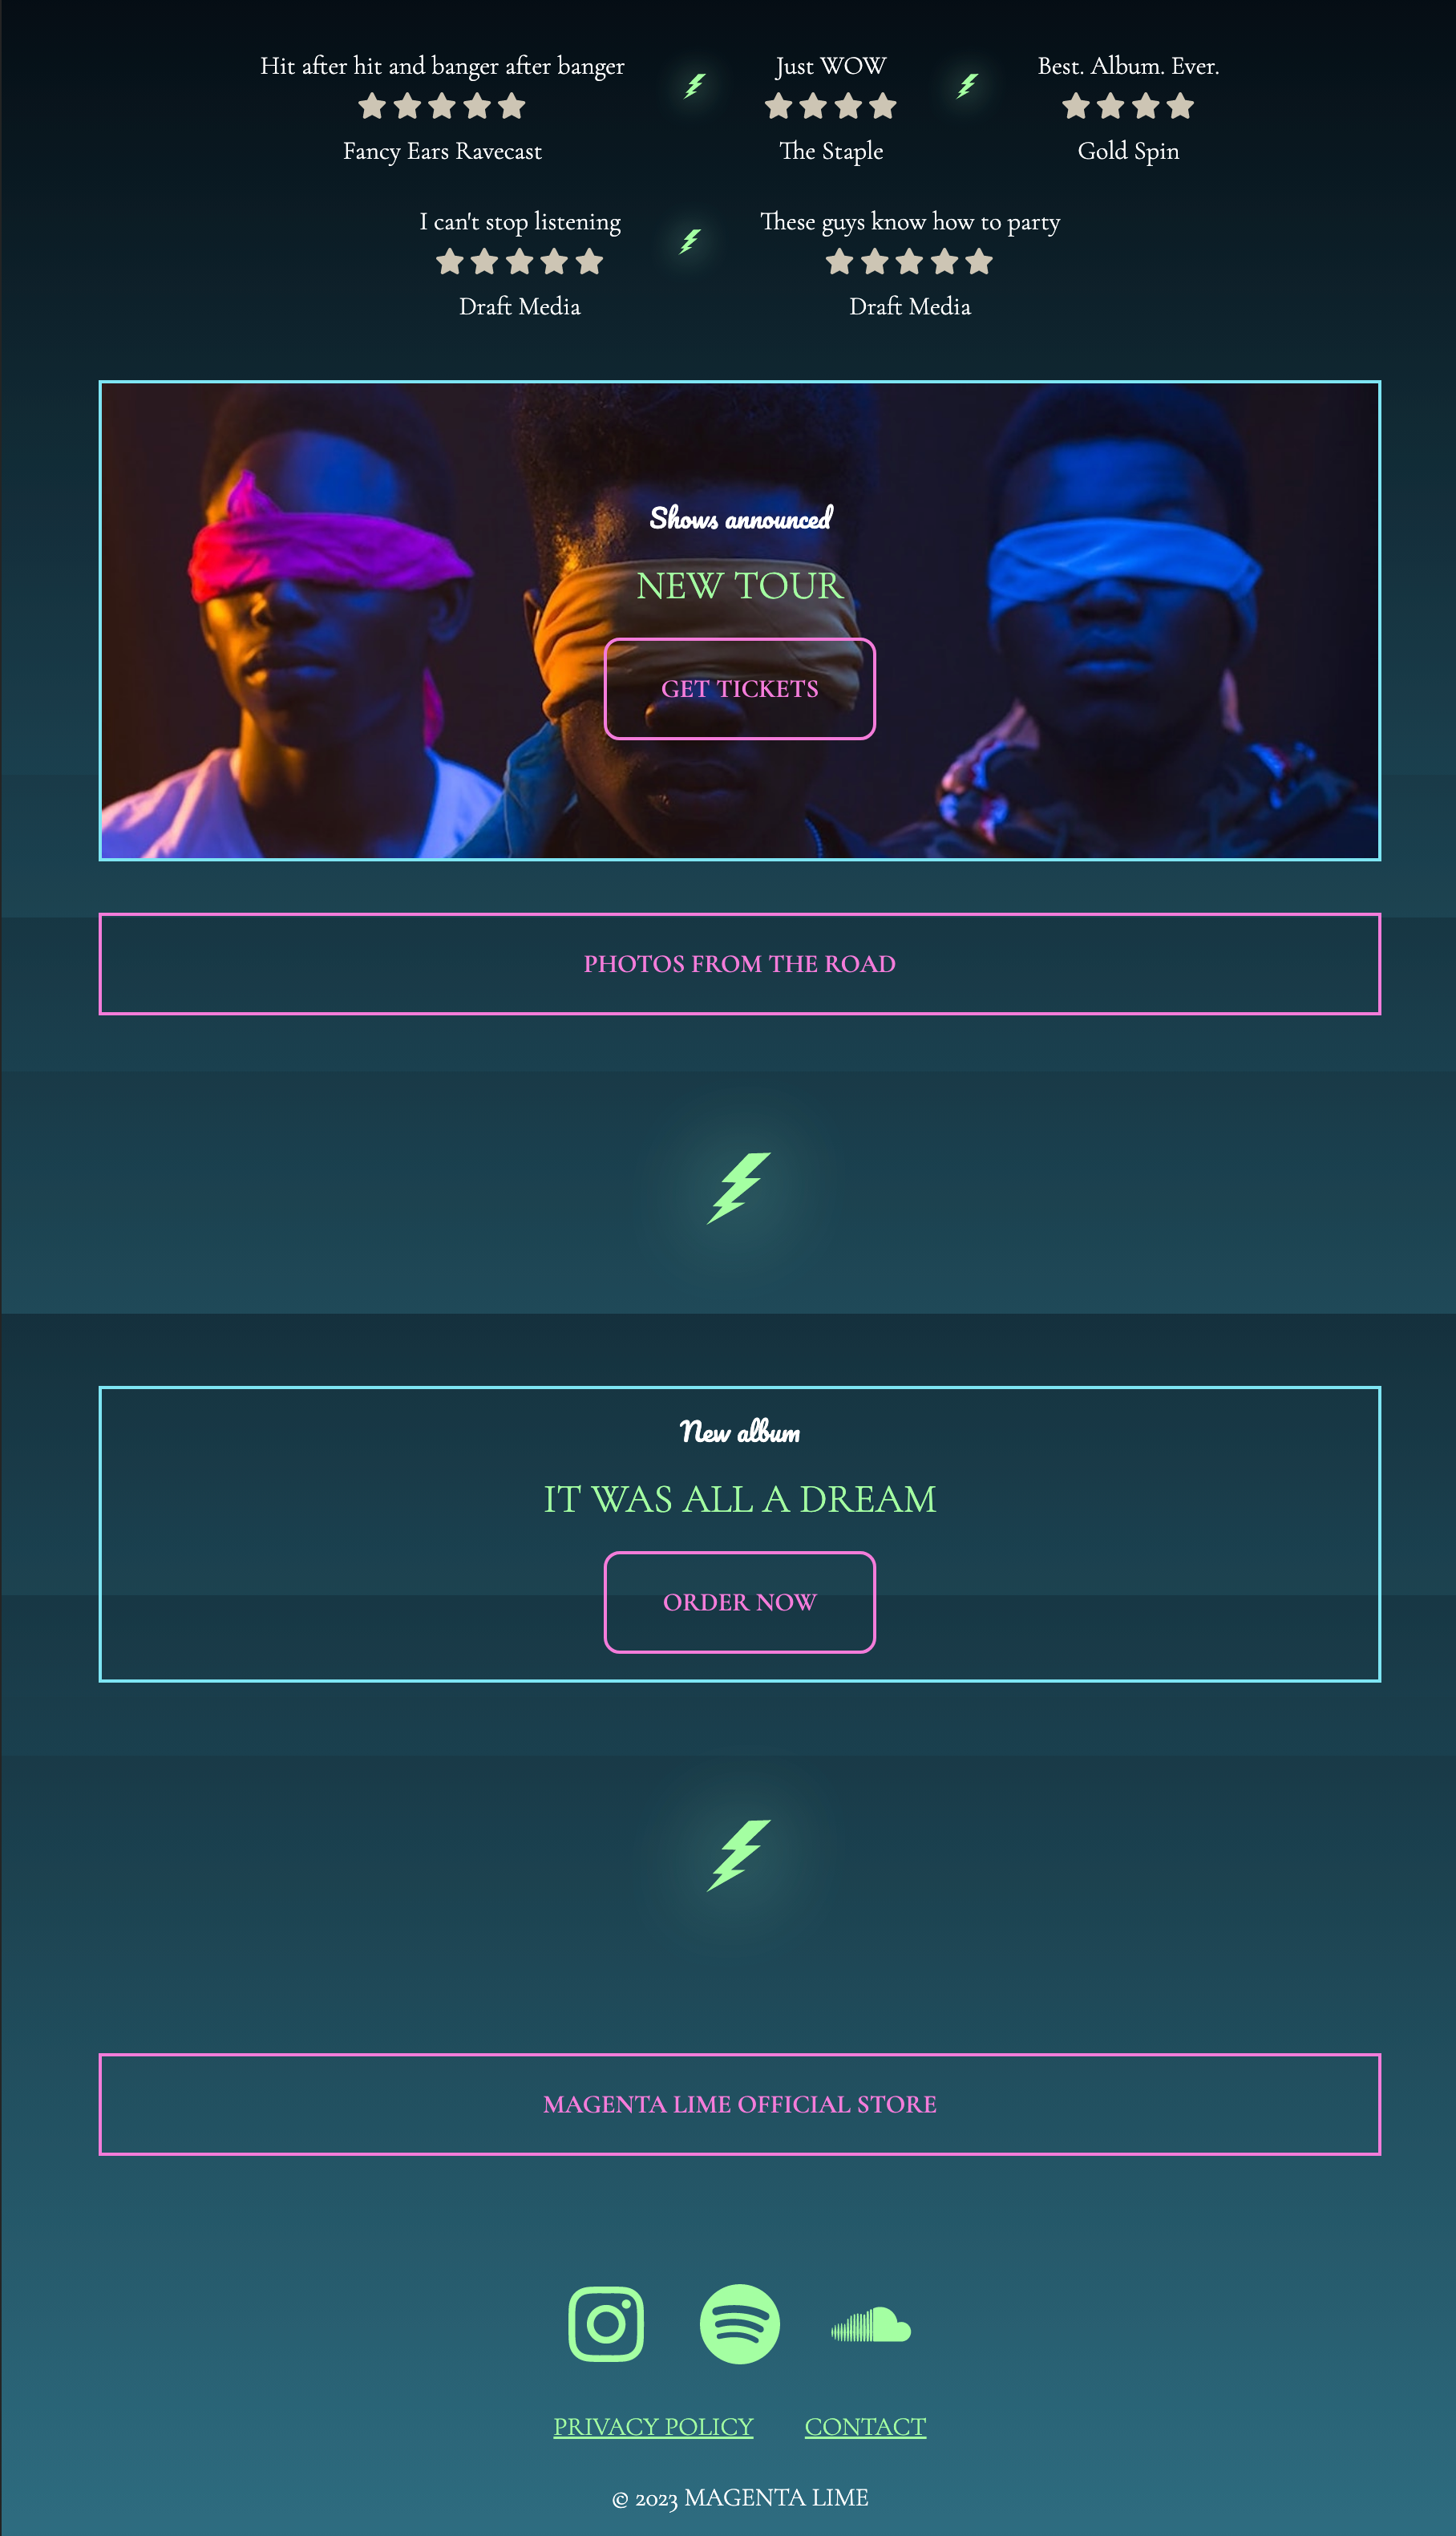 Hit after hit and banger after banger
Just WOW
Best. Album. Ever.
Fancy Ears Ravecast
The Staple
Gold Spin
I can't stop listening
These guys know how to party
Draft Media
Draft Media
Shows announced
NEW TOUR
GET TICKETS
PHOTOS FROM THE ROAD
New album
IT WAS ALL A DREAM
ORDER NOW
MAGENTA LIME OFFICIAL STORE
PRIVACY POLICY
CONTACT
© 2023 MAGENTA LIME